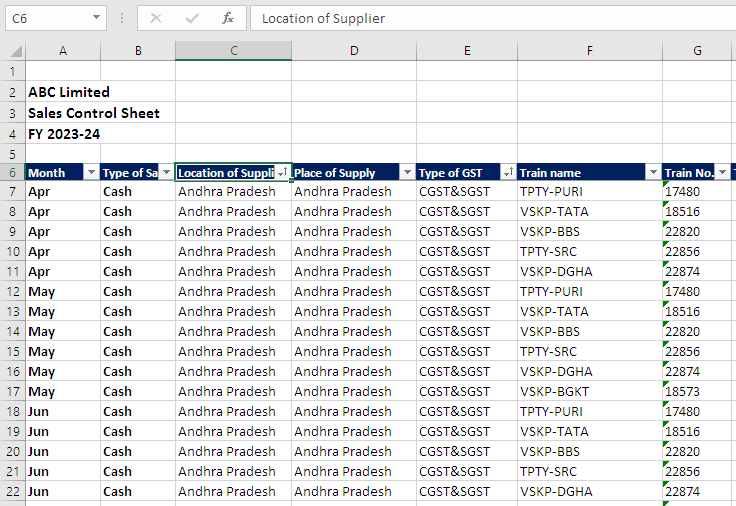 C6 fx Location of Supplier
A B C D E F G
1
2 ABC Limited
3 Sales Control Sheet
4 FY 2023-24
5
6 Month Type of Sa Location of Suppli Place of Supply Type of GST Train name Train No.
7 Apr Cash Andhra Pradesh Andhra Pradesh CGST&SGST TPTY-PURI 17480
8 Apr Cash Andhra Pradesh Andhra Pradesh CGST&SGST VSKP-TATA 18516
9 Apr Cash Andhra Pradesh Andhra Pradesh CGST&SGST VSKP-BBS 22820
10 Apr Cash Andhra Pradesh Andhra Pradesh CGST&SGST TPTY-SRC 22856
11 Apr Cash Andhra Pradesh Andhra Pradesh CGST&SGST VSKP-DGHA 22874
12 May Cash Andhra Pradesh Andhra Pradesh CGST&SGST TPTY-PURI 17480
13 May Cash Andhra Pradesh Andhra Pradesh CGST&SGST VSKP-TATA 18516
14 May Cash Andhra Pradesh Andhra Pradesh CGST&SGST VSKP-BBS 22820
15 May Cash Andhra Pradesh Andhra Pradesh CGST&SGST TPTY-SRC 22856
16 May Cash Andhra Pradesh Andhra Pradesh CGST&SGST VSKP-DGHA 22874
17 May Cash Andhra Pradesh Andhra Pradesh CGST&SGST VSKP-BGKT 18573
18 Jun Cash Andhra Pradesh Andhra Pradesh CGST&SGST TPTY-PURI 17480
19 Jun Cash Andhra Pradesh Andhra Pradesh CGST&SGST VSKP-TATA 18516
20 Jun Cash Andhra Pradesh Andhra Pradesh CGST&SGST VSKP-BBS 22820
21 Jun Cash Andhra Pradesh Andhra Pradesh CGST&SGST TPTY-SRC 22856
22 Jun Cash Andhra Pradesh Andhra Pradesh CGST&SGST VSKP-DGHA 22874